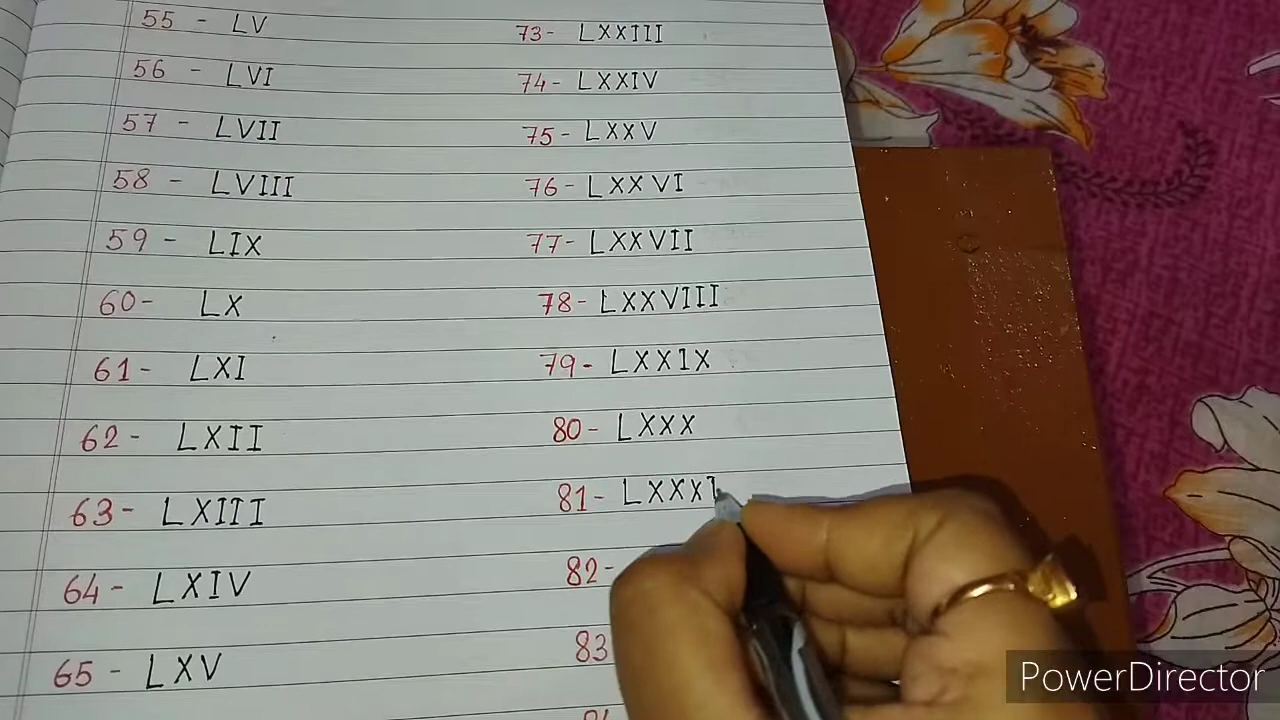 55 - LV
56 - LVI
57 - LVII
58 - LVIII
59 - LIX
60- LX
61- LXI
62- LXII
63- LXIII
64- LXIV
65- LXV
73- LXXIII
74- LXXIV
75- LXXV
76- LXXVI
77- LXXVII
78- LXXVIII
79- LXXIX
80- LXXX
81- LXXXI
82-
83
PowerDirector